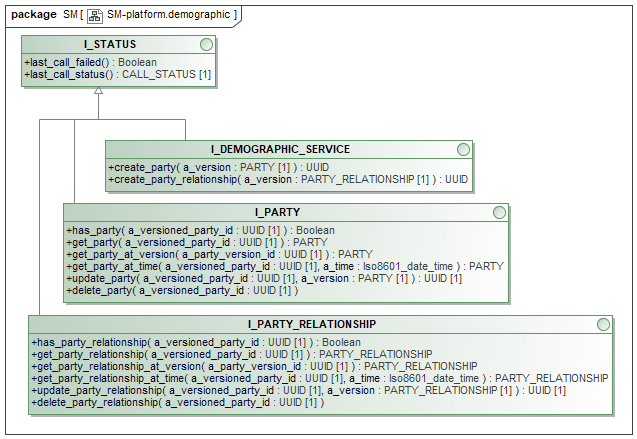 package SM [ SM-platform.demographic ]
I_STATUS
+last_call_failed() : Boolean
+last_call_status() : CALL_STATUS [1]
I_DEMOGRAPHIC_SERVICE
+create_party( a_version : PARTY [1] ) : UUID
+create_party_relationship( a_version : PARTY_RELATIONSHIP [1] ) : UUID
I_PARTY
+has_party( a_versioned_party_id : UUID [1] ) : Boolean
+get_party( a_versioned_party_id : UUID [1] ) : PARTY
+get_party_at_version( a_party_version_id : UUID [1] ) : PARTY
+get_party_at_time( a_versioned_party_id : UUID [1], a_time : Iso8601_date_time ) : PARTY
+update_party( a_versioned_party_id : UUID [1], a_version : PARTY [1] ) : UUID [1]
+delete_party( a_versioned_party_id : UUID [1] )
I_PARTY_RELATIONSHIP
+has_party_relationship( a_versioned_party_id : UUID [1] ) : Boolean
+get_party_relationship( a_versioned_party_id : UUID [1] ) : PARTY_RELATIONSHIP
+get_party_relationship_at_version( a_party_version_id : UUID [1] ) : PARTY_RELATIONSHIP
+get_party_relationship_at_time( a_versioned_party_id : UUID [1], a_time : Iso8601_date_time ) : PARTY_RELATIONSHIP
+update_party_relationship( a_versioned_party_id : UUID [1], a_version : PARTY_RELATIONSHIP [1] ) : UUID [1]
+delete_party_relationship( a_versioned_party_id : UUID [1] )